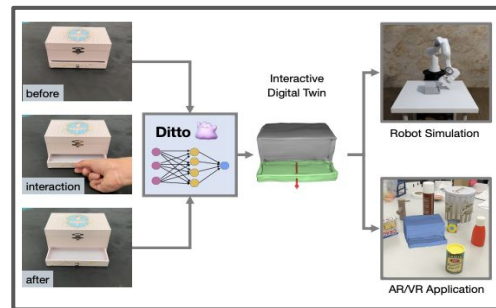 before
interaction
after
Ditto
Interactive
Digital Twin
Robot Simulation
AR/VR Application